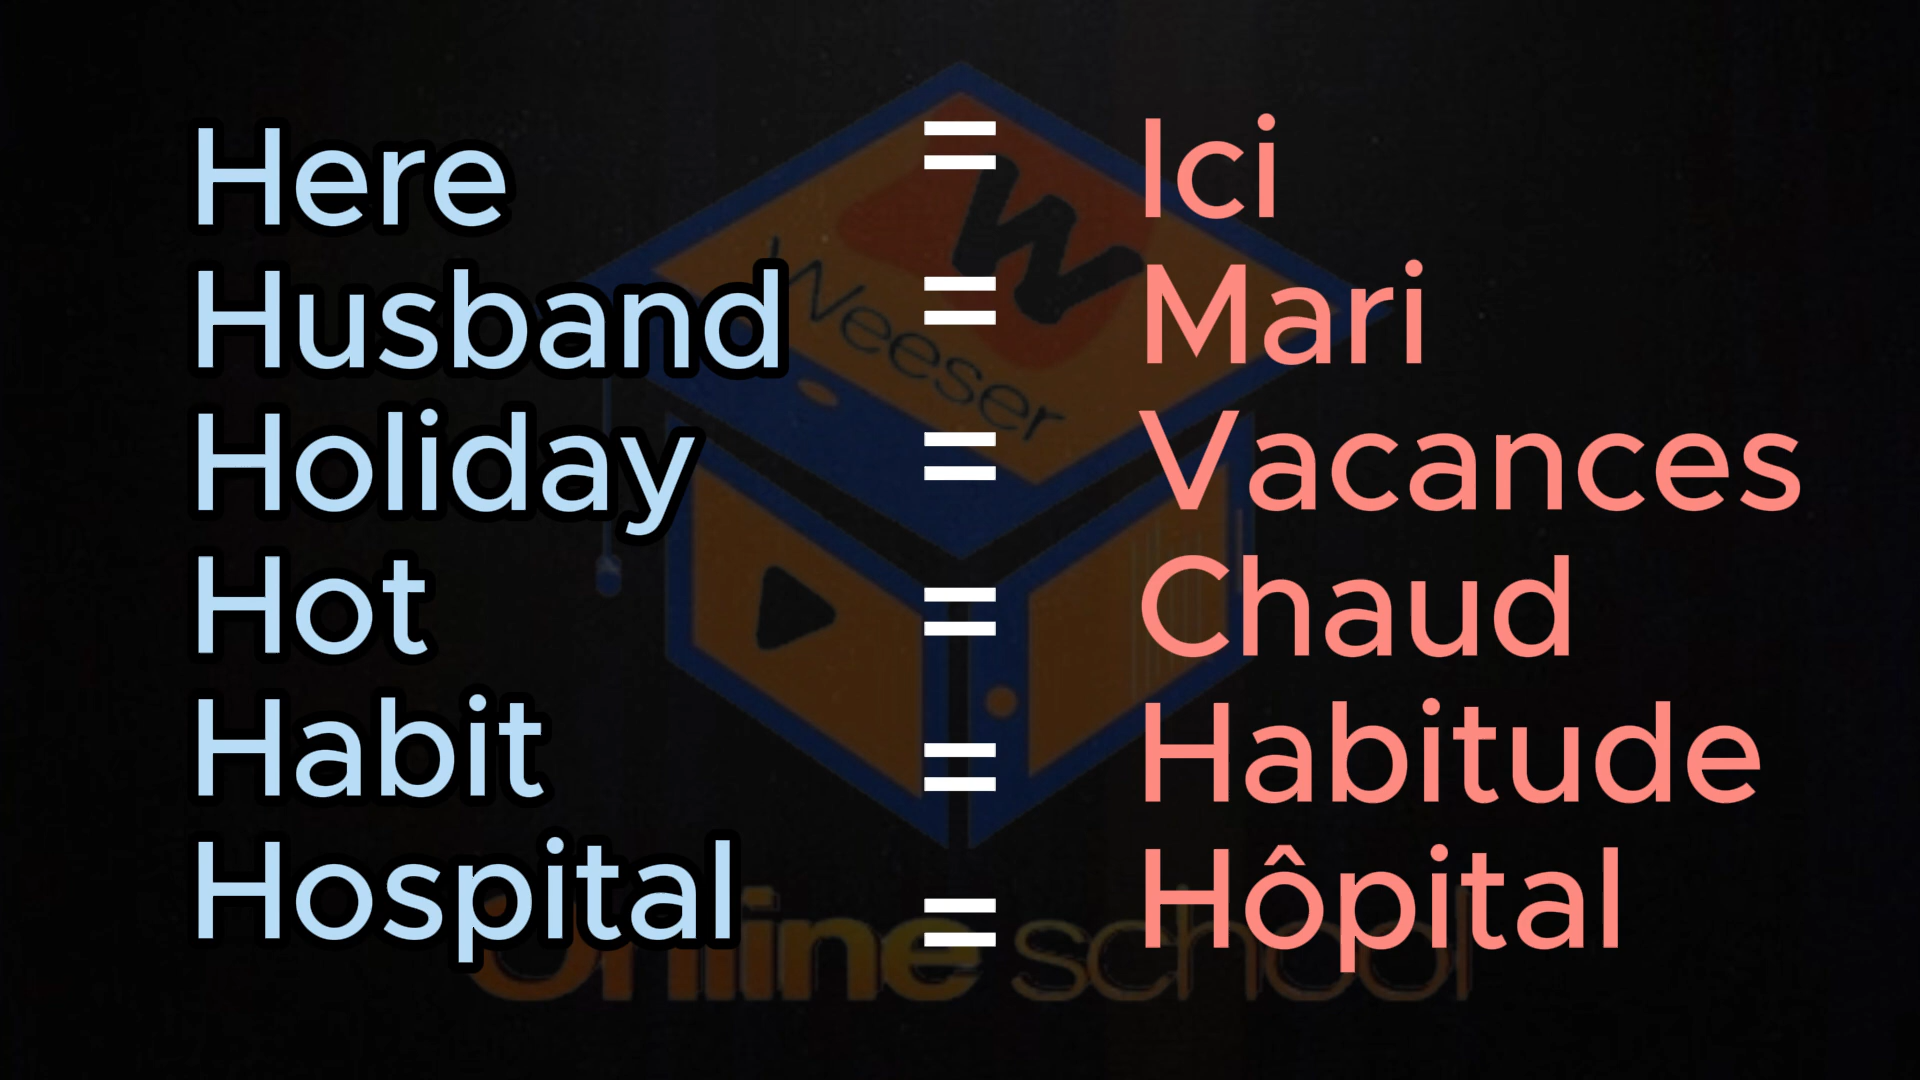 Here = Ici
Husband = Mari
Holiday = Vacances
Hot = Chaud
Habit = Habitude
Hospital = Hôpital
W
Weeser
Online school